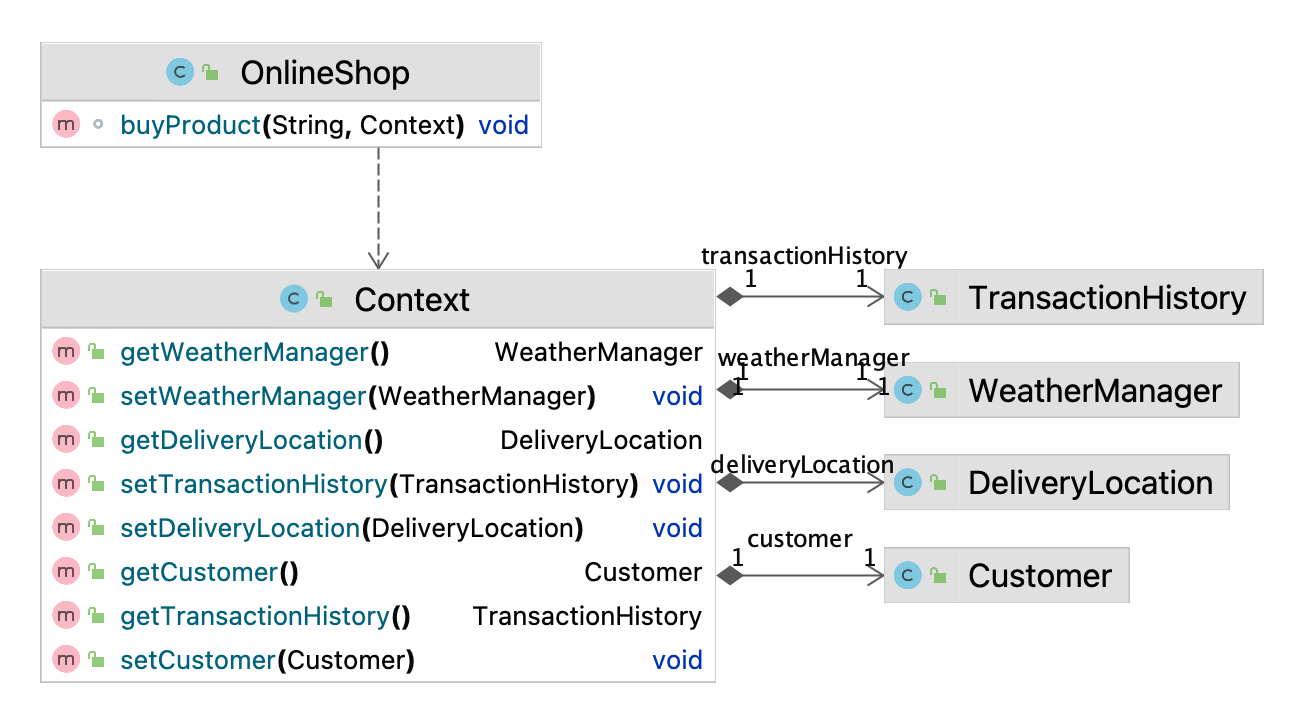 C OnlineShop
m buyProduct(String, Context) void
transactionHistory
1 1
C Context
C TransactionHistory
m getWeatherManager() WeatherManager
weatherManager
1 1
1 1
C WeatherManager
m setWeatherManager(WeatherManager) void
m getDeliveryLocation() DeliveryLocation
deliveryLocation
m setTransactionHistory(TransactionHistory) void
C DeliveryLocation
m setDeliveryLocation(DeliveryLocation) void
customer
1 1
m getCustomer() Customer
C Customer
m getTransactionHistory() TransactionHistory
m setCustomer(Customer) void